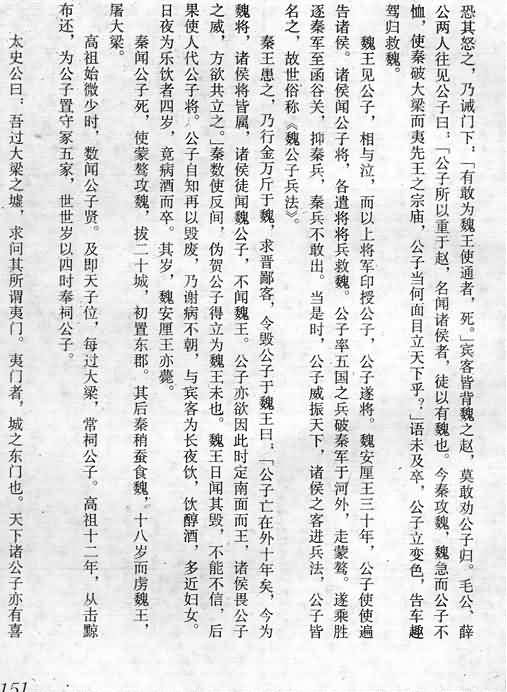 恐其怒之，乃诫门下：「有敢为魏王使通者，死。」宾客皆背魏之赵，莫敢劝公子归。毛公、薛
公两人往见公子曰：「公子所以重于赵，名闻诸侯者，徒以有魏也。今秦攻魏，魏急而公子不
恤，使秦破大梁而夷先王之宗庙，公子当何面目立天下乎？」语未及卒，公子立变色，告车趣
驾归救魏。
魏王见公子，相与泣，而以上将军印授公子，公子遂将。魏安厘王三十年，公子使使遍
告诸侯。诸侯闻公子将，各遣将将兵救魏。公子率五国之兵破秦军于河外，走蒙骜。遂乘胜
逐秦军至函谷关，抑秦兵，秦兵不敢出。当是时，公子威振天下，诸侯之客进兵法，公子皆
名之，故世俗称《魏公子兵法》。
秦王患之，乃行金万斤于魏，求晋鄙客，令毁公子于魏王曰：「公子亡在外十年矣，今为
魏将，诸侯将皆属，诸侯徒闻魏公子，不闻魏王。公子亦欲因此时定南面而王，诸侯畏公子
之威，方欲共立之。」秦数使反间，伪贺公子得立为魏王未也。魏王日闻其毁，不能不信，后
果使人代公子将。公子自知再以毁废，乃谢病不朝，与宾客为长夜饮，饮醇酒，多近妇女。
日夜为乐饮者四岁，竟病酒而卒。其岁，魏安厘王亦薨。
秦闻公子死，使蒙骜攻魏，拔二十城，初置东郡。其后秦稍蚕食魏，十八岁而虏魏王，
屠大梁。
高祖始微少时，数闻公子贤。及即天子位，每过大梁，常祠公子。高祖十二年，从击黥
布还，为公子置守冢五家，世世岁以四时奉祠公子。
太史公曰：吾过大梁之墟，求问其所谓夷门。夷门者，城之东门也。天下诸公子亦有喜
151